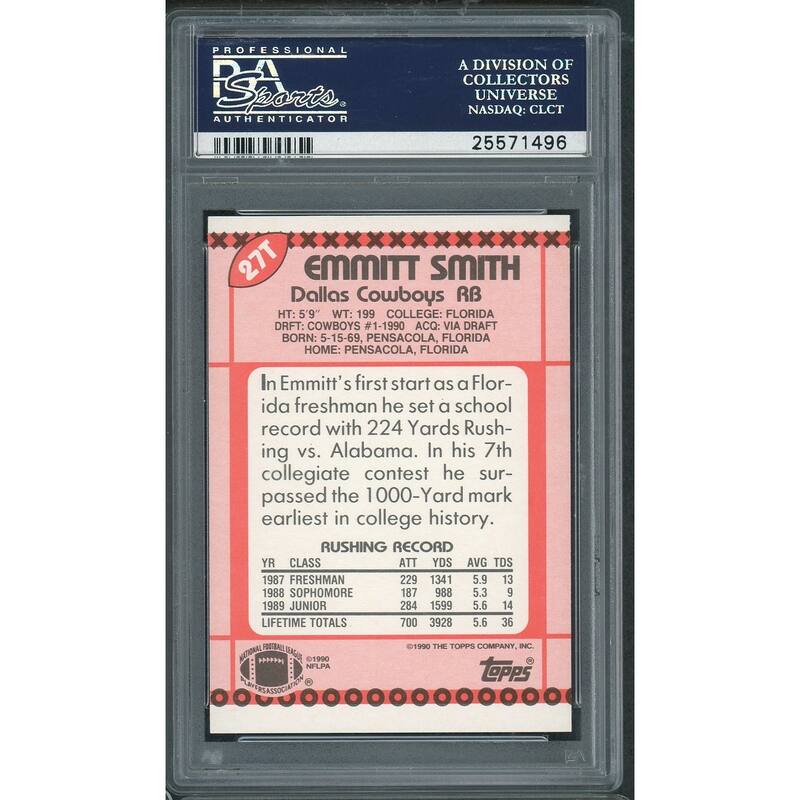 PROFESSIONAL
PSA
Sports®
AUTHENTICATOR
A DIVISION OF
COLLECTORS
UNIVERSE
NASDAQ: CLCT
25571496
27T
EMMITT SMITH
Dallas Cowboys RB
HT: 5'9" WT: 199 COLLEGE: FLORIDA
DRFT: COWBOYS #1-1990 ACQ: VIA DRAFT
BORN: 5-15-69, PENSACOLA, FLORIDA
HOME: PENSACOLA, FLORIDA
In Emmitt's first start as a Flor-
ida freshman he set a school
record with 224 Yards Rush-
ing vs. Alabama. In his 7th
collegiate contest he sur-
passed the 1000-Yard mark
earliest in college history.
RUSHING RECORD
YR CLASS ATT YDS AVG TDS
1987 FRESHMAN 229 1341 5.9 13
1988 SOPHOMORE 187 988 5.3 9
1989 JUNIOR 284 1599 5.6 14
LIFETIME TOTALS 700 3928 5.6 36
©1990 THE TOPPS COMPANY, INC.
NATIONAL FOOTBALL LEAGUE
PLAYERS ASSOCIATION
®
©1990
NFLPA
topps®
PSA